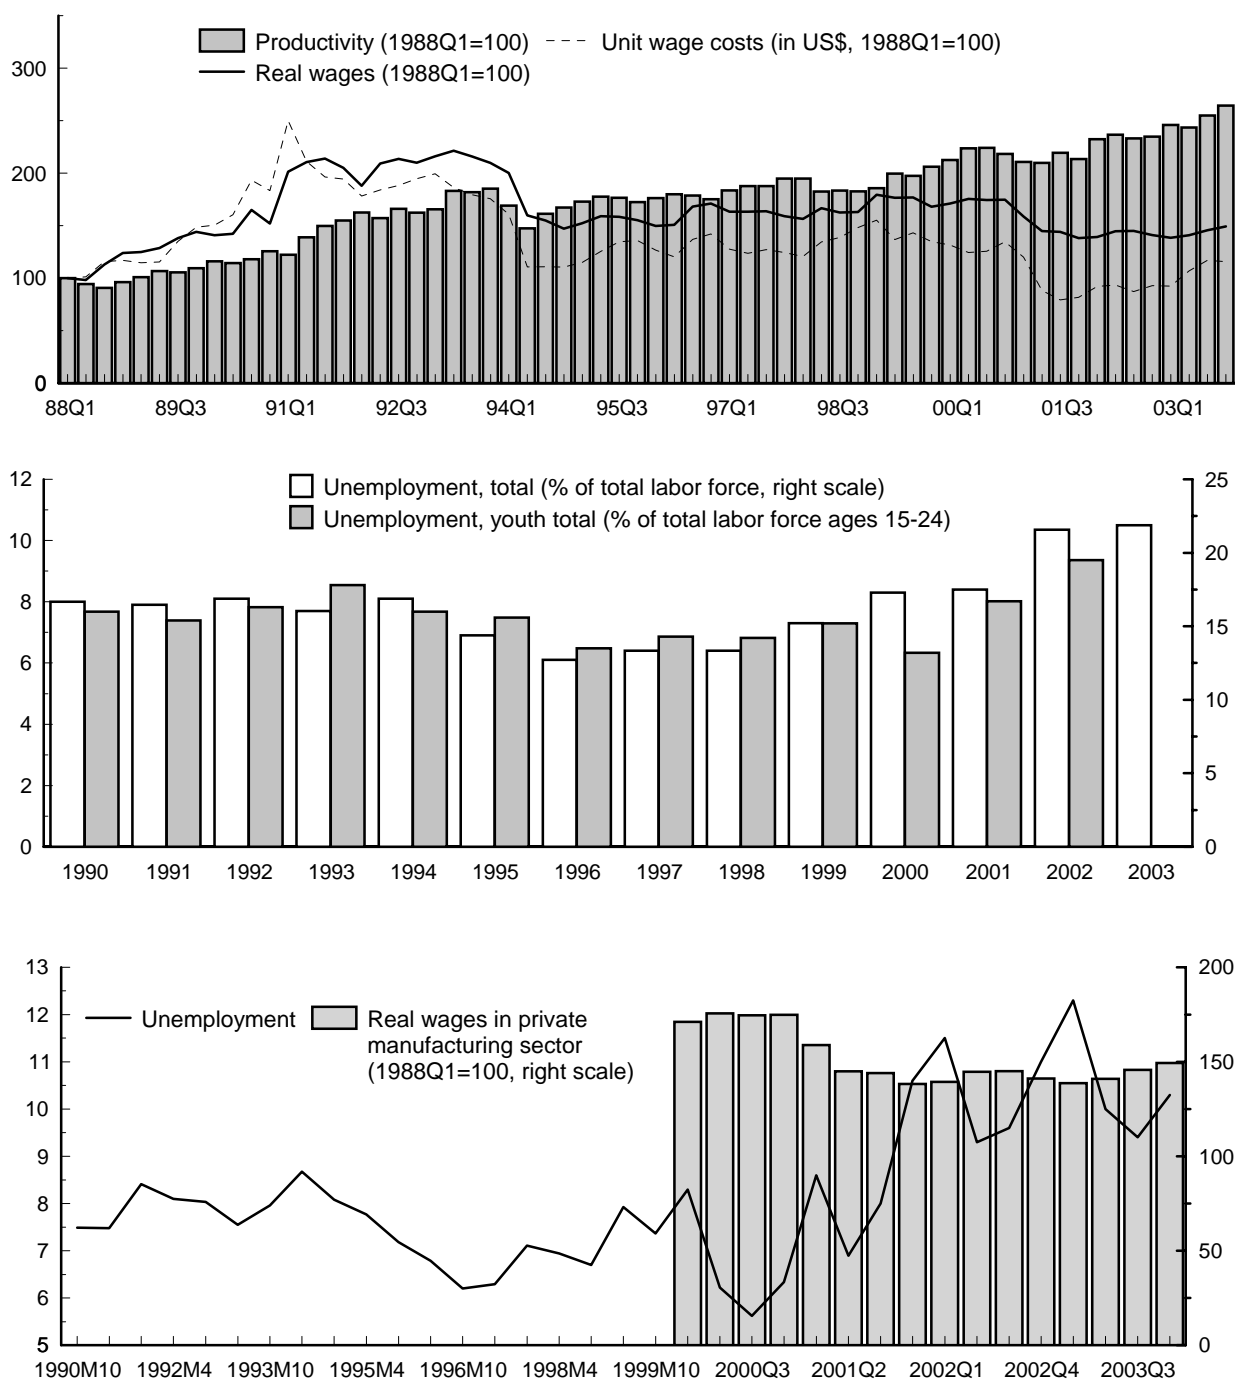 Productivity (1988Q1=100) Unit wage costs (in US$, 1988Q1=100)
Real wages (1988Q1=100)
300
200
100
0
88Q1 89Q3 91Q1 92Q3 94Q1 95Q3 97Q1 98Q3 00Q1 01Q3 03Q1
12 25
Unemployment, total (% of total labor force, right scale)
Unemployment, youth total (% of total labor force ages 15-24)
10 20
8 15
6
10
4
5
2
0 0
1990 1991 1992 1993 1994 1995 1996 1997 1998 1999 2000 2001 2002 2003
13 200
Unemployment Real wages in private
manufacturing sector
(1988Q1=100, right scale)
12
11 150
10
9 100
8
7 50
6
5 0
1990M10 1992M4 1993M10 1995M4 1996M10 1998M4 1999M10 2000Q3 2001Q2 2002Q1 2002Q4 2003Q3